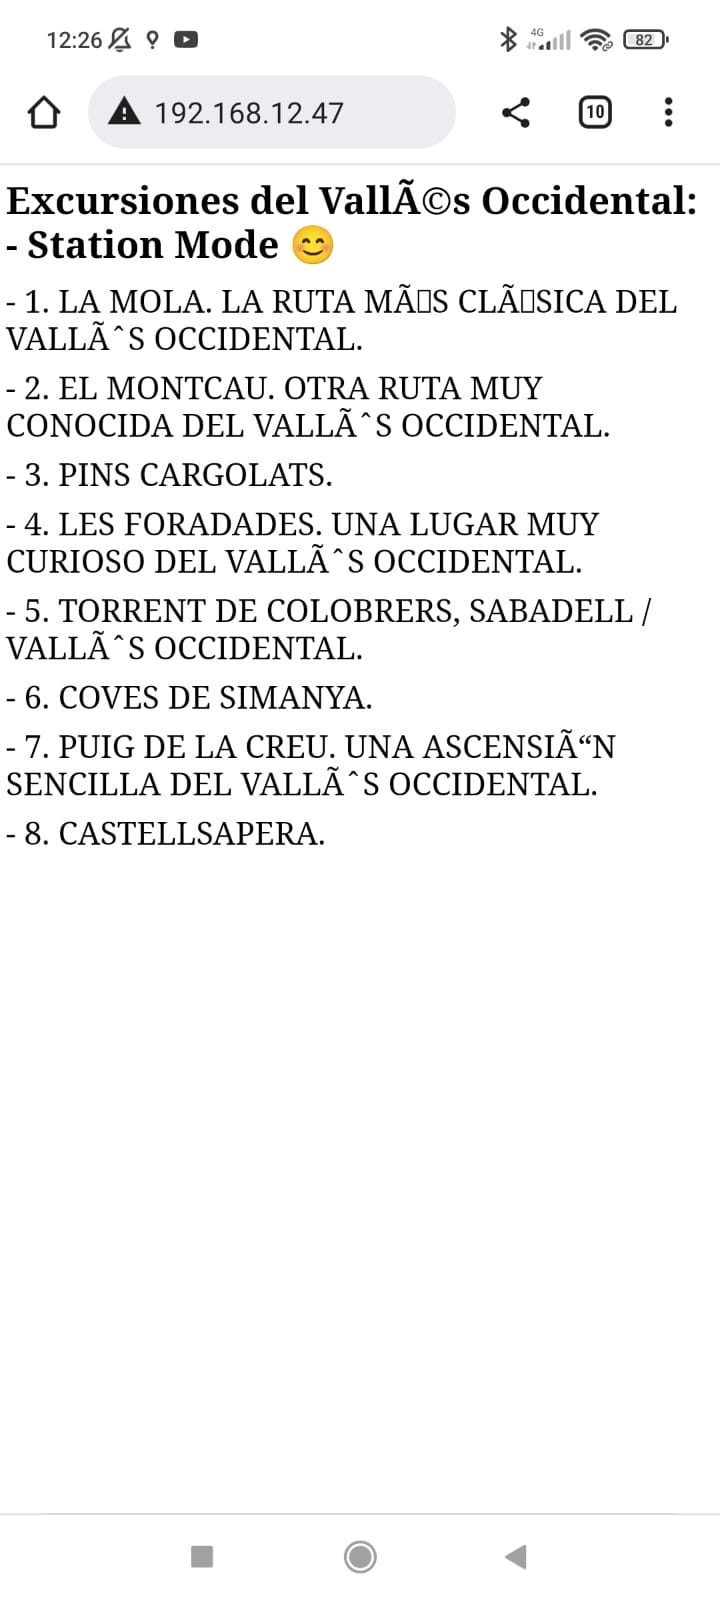 12:26
4G
82
192.168.12.47
10
Excursiones del VallÃ©s Occidental:
- Station Mode 😊
- 1. LA MOLA. LA RUTA MÃ▯S CLÃ▯SICA DEL
VALLÃˆS OCCIDENTAL.
- 2. EL MONTCAU. OTRA RUTA MUY
CONOCIDA DEL VALLÃˆS OCCIDENTAL.
- 3. PINS CARGOLATS.
- 4. LES FORADADES. UNA LUGAR MUY
CURIOSO DEL VALLÃˆS OCCIDENTAL.
- 5. TORRENT DE COLOBRERS, SABADELL /
VALLÃˆS OCCIDENTAL.
- 6. COVES DE SIMANYA.
- 7. PUIG DE LA CREU. UNA ASCENSIÃ“N
SENCILLA DEL VALLÃˆS OCCIDENTAL.
- 8. CASTELLSAPERA.